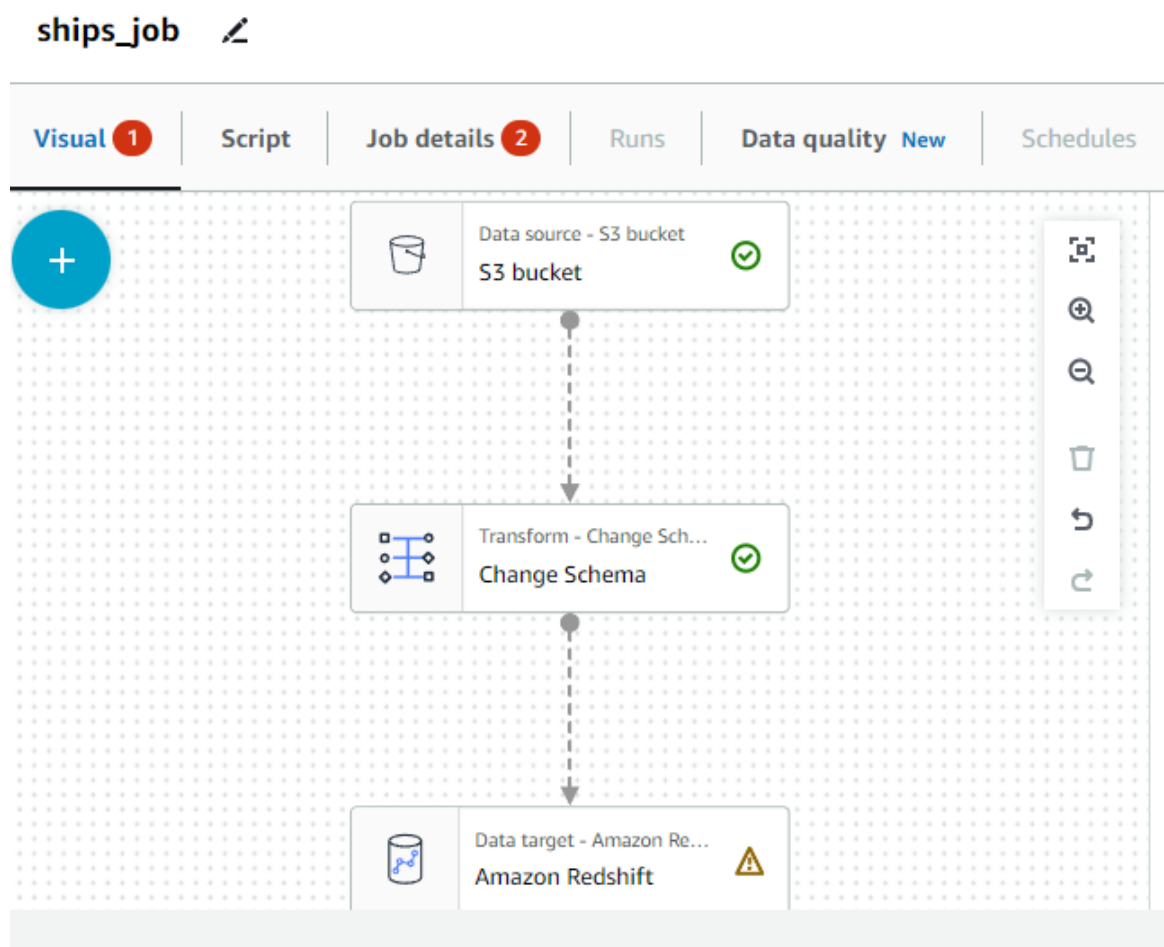 ships_job
Visual 1 Script Job details 2 Runs Data quality New Schedules
+
Data source - S3 bucket
S3 bucket
Transform - Change Sch...
Change Schema
Data target - Amazon Re...
Amazon Redshift